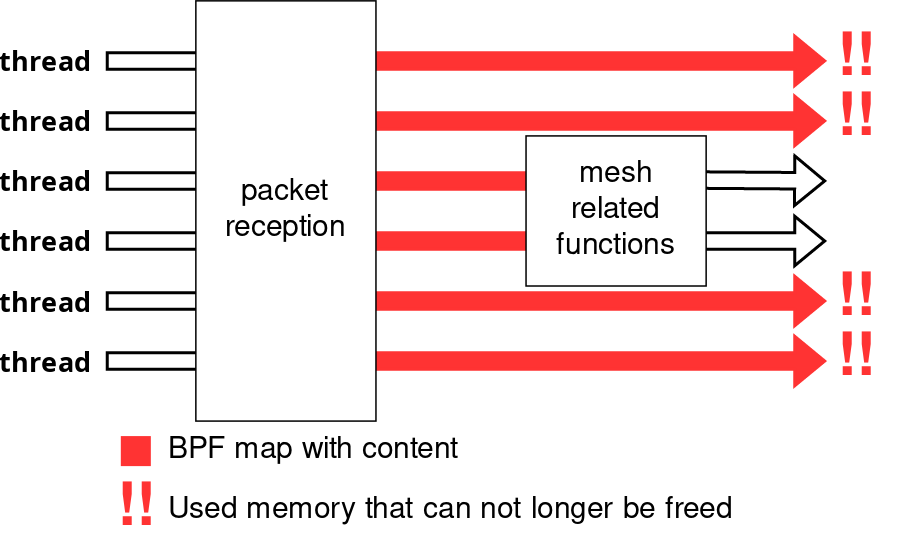 thread
!!
thread
!!
thread
mesh
related
functions
packet
reception
thread
thread
!!
thread
!!
BPF map with content
!! Used memory that can not longer be freed